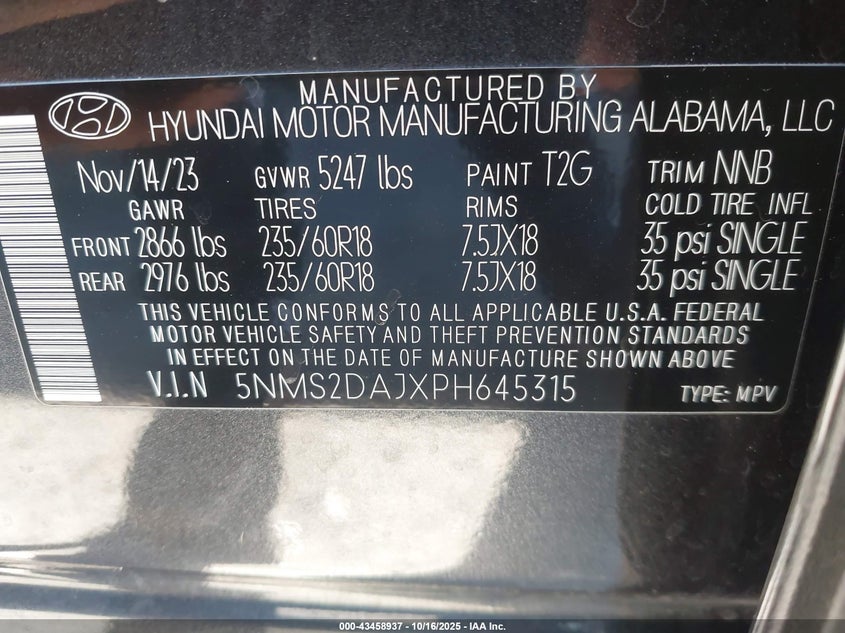 MANUFACTURED BY
HYUNDAI MOTOR MANUFACTURING ALABAMA, LLC
Nov/14/23 GVWR 5247 lbs PAINT T2G TRIM NNB
GAWR TIRES RIMS COLD TIRE INFL
FRONT 2866 lbs 235/60R18 7.5JX18 35 psi SINGLE
REAR 2976 lbs 235/60R18 7.5JX18 35 psi SINGLE
THIS VEHICLE CONFORMS TO ALL APPLICABLE U.S.A. FEDERAL
MOTOR VEHICLE SAFETY AND THEFT PREVENTION STANDARDS
IN EFFECT ON THE DATE OF MANUFACTURE SHOWN ABOVE.
V.I.N 5NMS2DAJXPH645315 TYPE: MPV
000-43458937 - 10/16/2025 - IAA Inc.